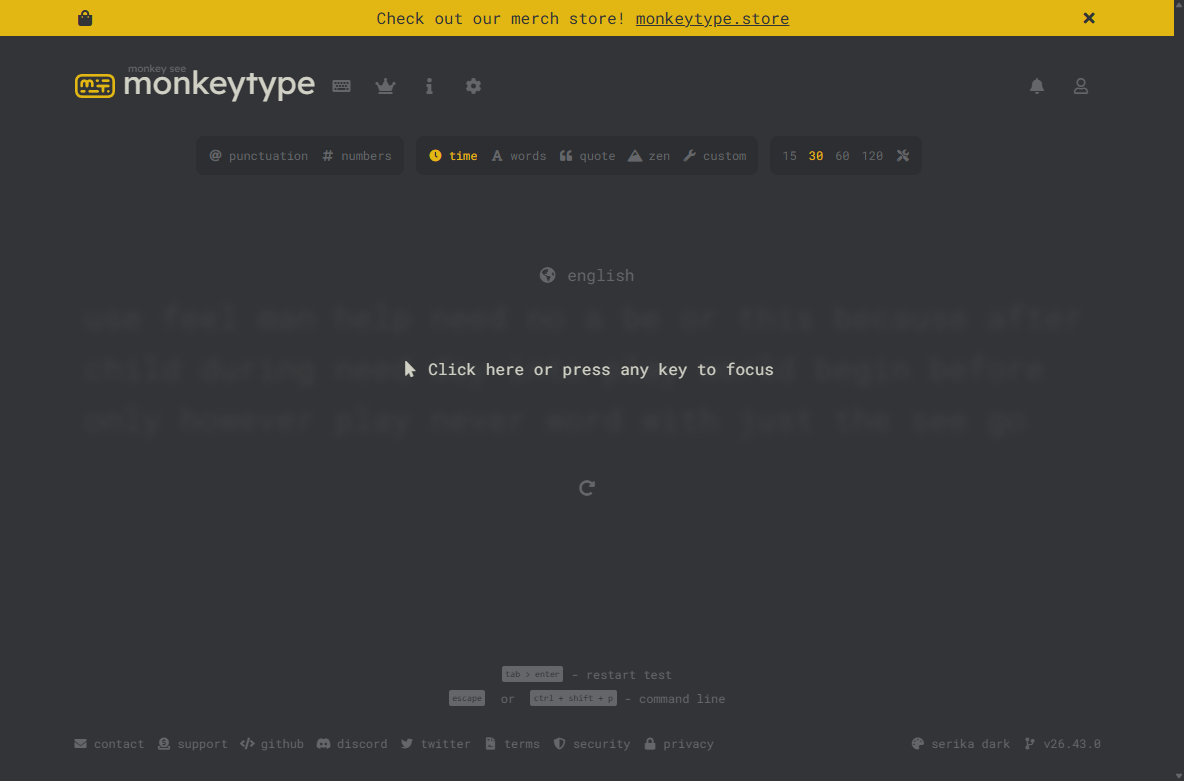 Check out our merch store! monkeytype.store
monkey see
monkeytype
punctuation numbers time words quote zen custom 15 30 60 120
english
use feel man help need no a be or this because after
child during need begin before
Click here or press any key to focus
only however play never word with just the see go
tab > enter - restart test
escape or ctrl + shift + p - command line
contact support github discord twitter terms security privacy serika dark v26.43.0